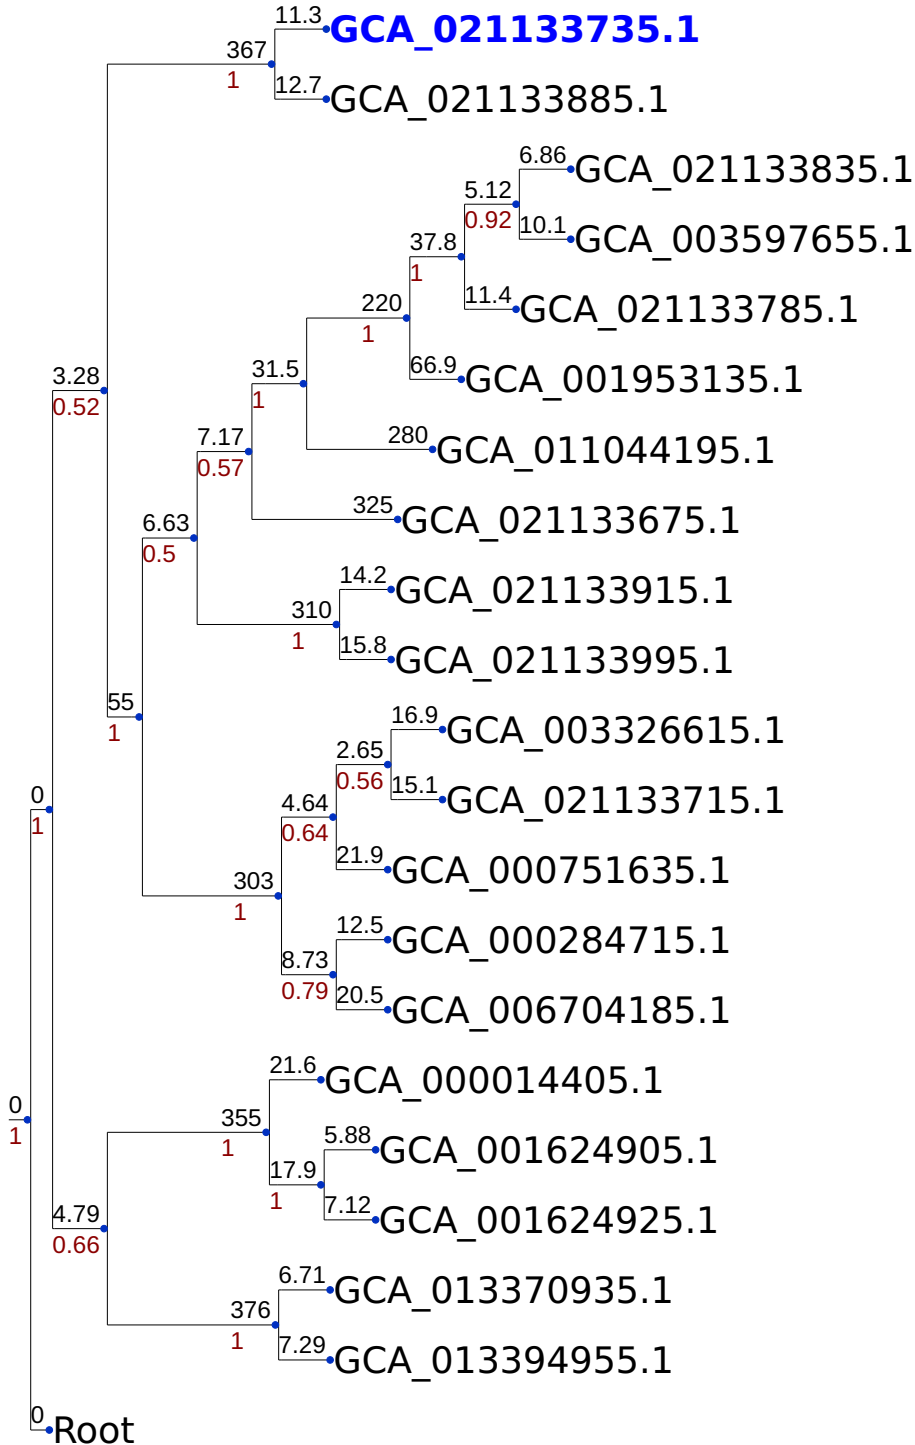 11.3
GCA_021133735.1
367
1
12.7
GCA_021133885.1
6.86
GCA_021133835.1
5.12
0.92
10.1
GCA_003597655.1
37.8
1
11.4
GCA_021133785.1
220
1
66.9
GCA_001953135.1
3.28
0.52
31.5
1
280
GCA_011044195.1
7.17
0.57
325
GCA_021133675.1
6.63
0.5
14.2
GCA_021133915.1
310
1
15.8
GCA_021133995.1
55
1
16.9
GCA_003326615.1
2.65
0.56
15.1
GCA_021133715.1
0
1
4.64
0.64
21.9
GCA_000751635.1
303
1
12.5
GCA_000284715.1
8.73
0.79
20.5
GCA_006704185.1
21.6
GCA_000014405.1
0
1
355
1
5.88
GCA_001624905.1
17.9
1
7.12
GCA_001624925.1
4.79
0.66
6.71
GCA_013370935.1
376
1
7.29
GCA_013394955.1
0
Root